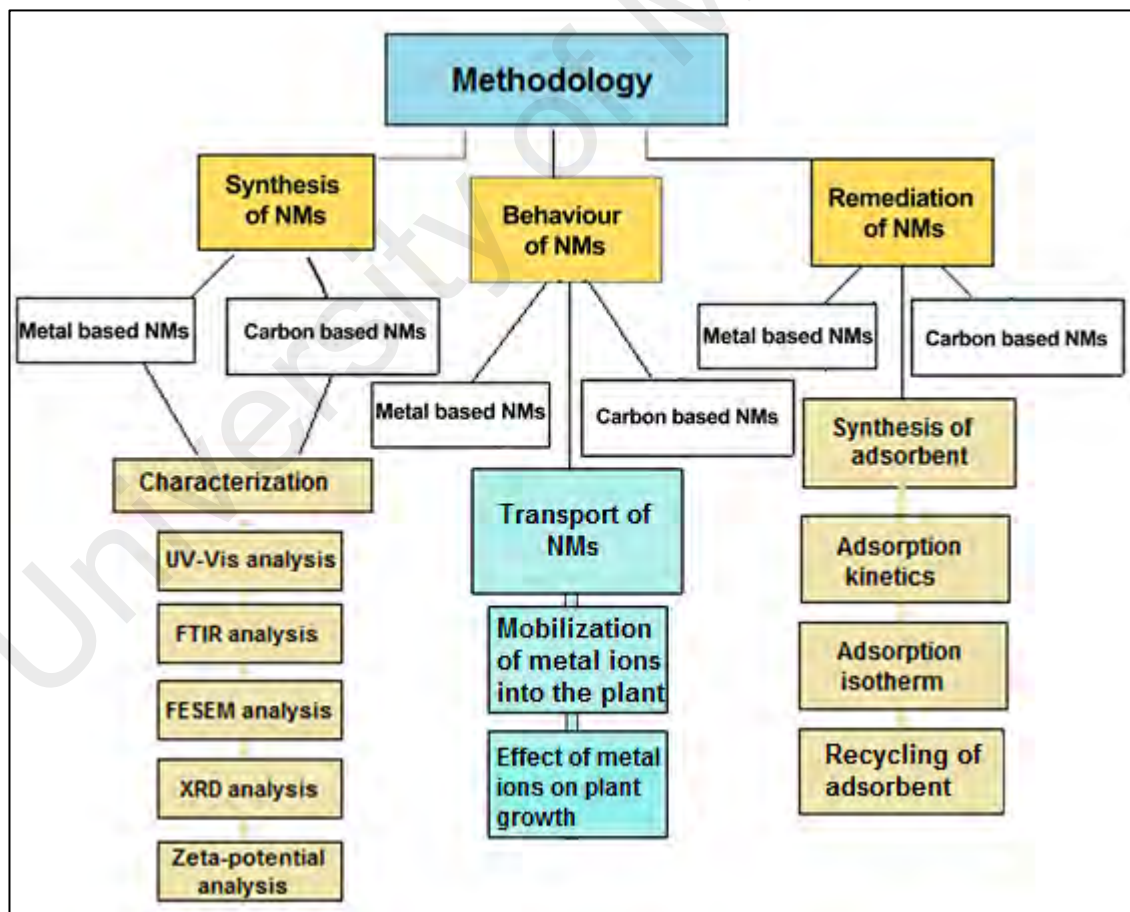 Methodology
Synthesis
of NMs
Metal based NMs
Carbon based NMs
Characterization
UV-Vis analysis
FTIR analysis
FESEM analysis
XRD analysis
Zeta-potential
analysis
Behaviour
of NMs
Metal based NMs
Carbon based NMs
Transport of
NMs
Mobilization
of metal ions
into the plant
Effect of metal
ions on plant
growth
Remediation
of NMs
Metal based NMs
Carbon based NMs
Synthesis of
adsorbent
Adsorption
kinetics
Adsorption
isotherm
Recycling of
adsorbent
University of M